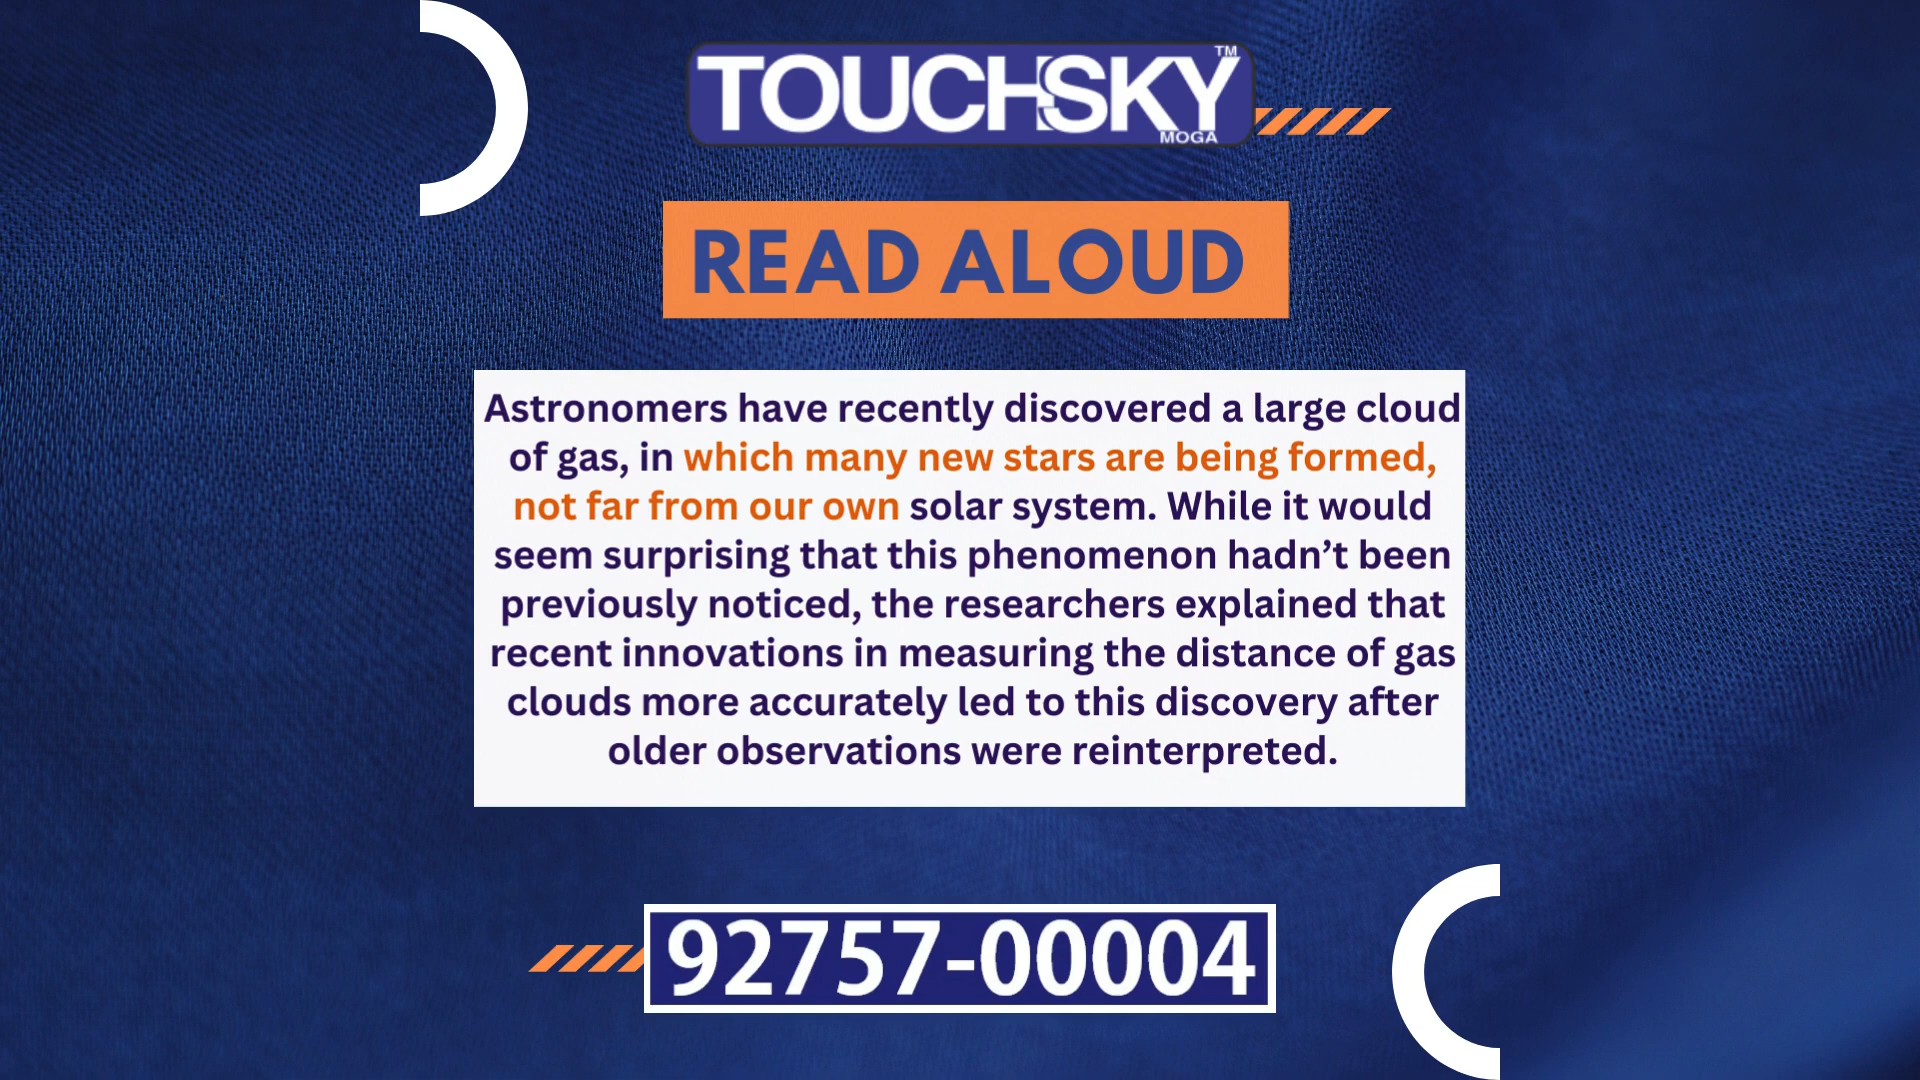 TOUCHSKY™
MOGA
READ ALOUD
Astronomers have recently discovered a large cloud
of gas, in which many new stars are being formed,
not far from our own solar system. While it would
seem surprising that this phenomenon hadn’t been
previously noticed, the researchers explained that
recent innovations in measuring the distance of gas
clouds more accurately led to this discovery after
older observations were reinterpreted.
92757-00004